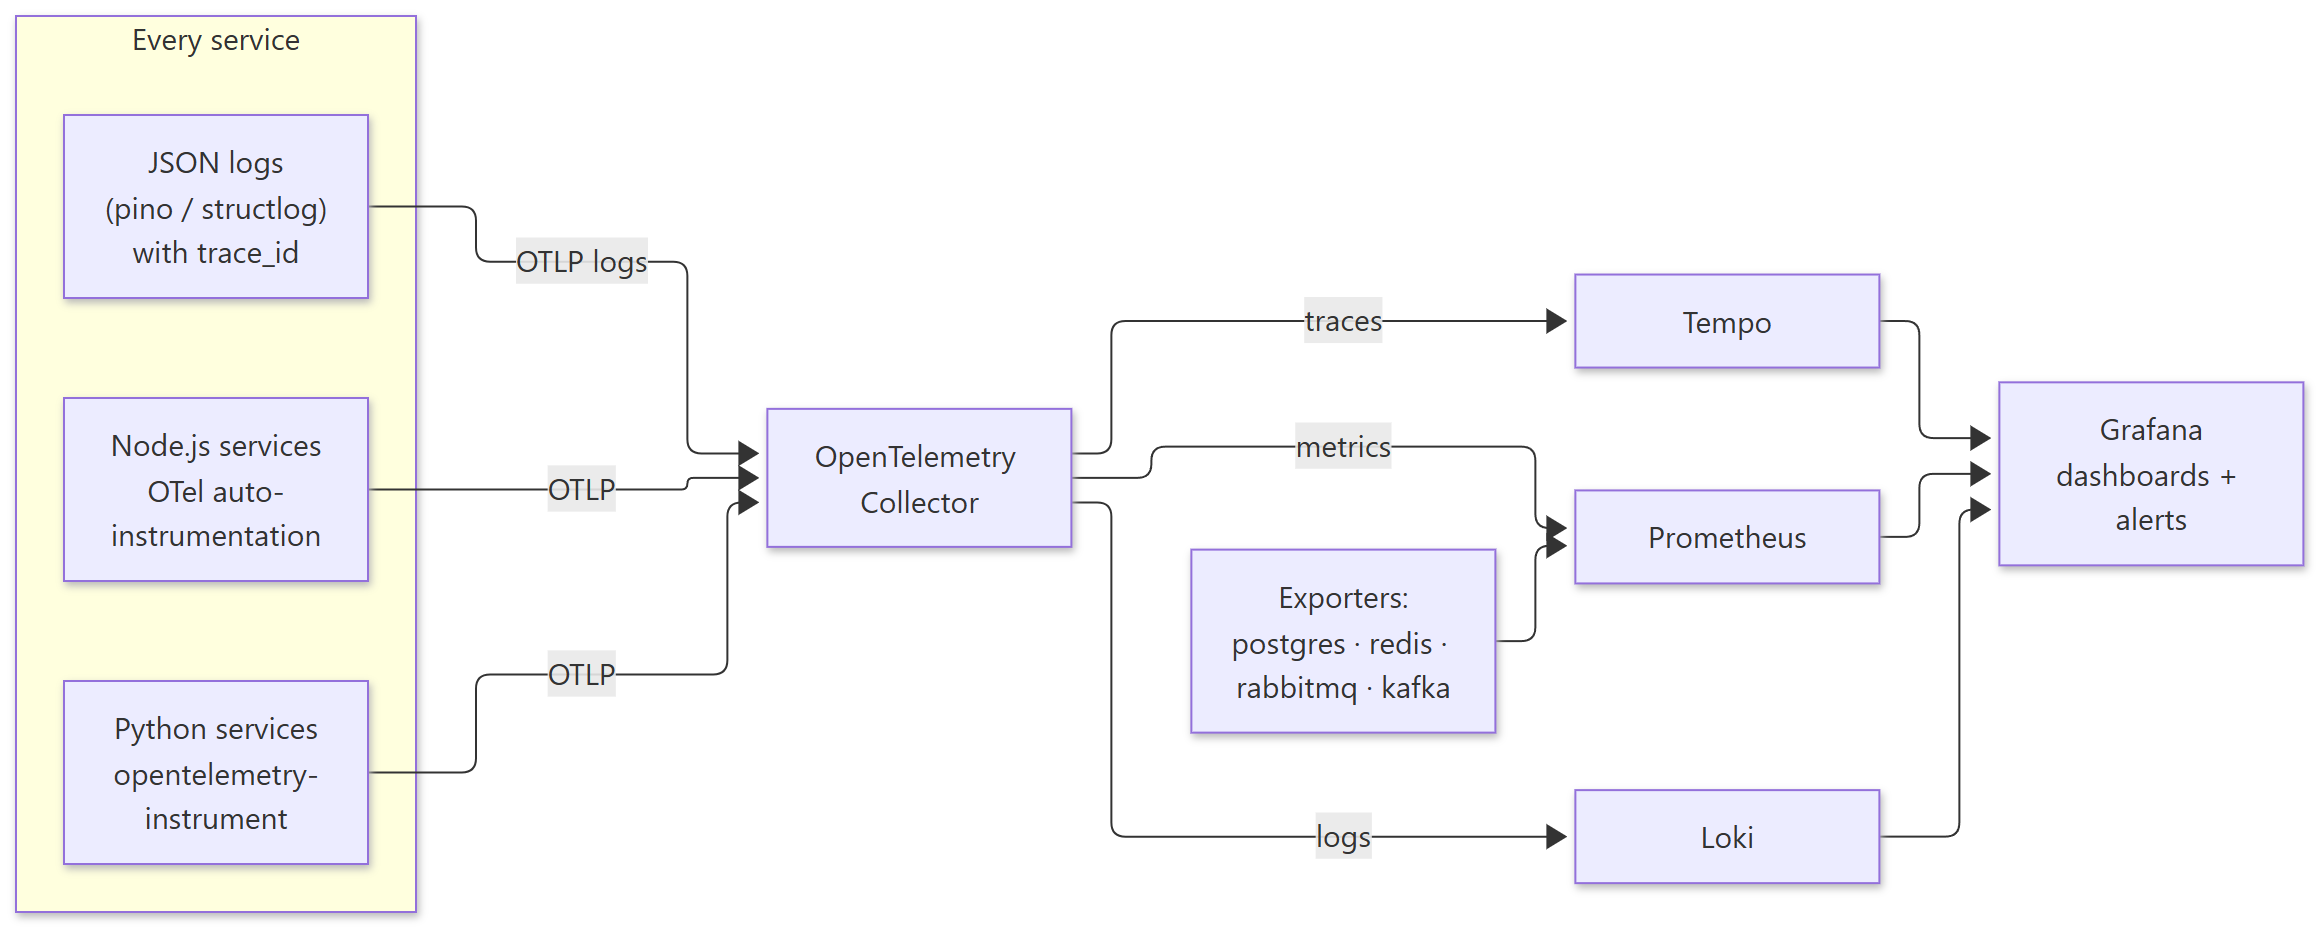 Every service
JSON logs
(pino / structlog)
with trace_id
OTLP logs
Node.js services
OTel auto-
instrumentation
OTLP
Python services
opentelemetry-
instrument
OTLP
OpenTelemetry
Collector
traces
metrics
logs
Exporters:
postgres · redis ·
rabbitmq · kafka
Tempo
Prometheus
Loki
Grafana
dashboards +
alerts